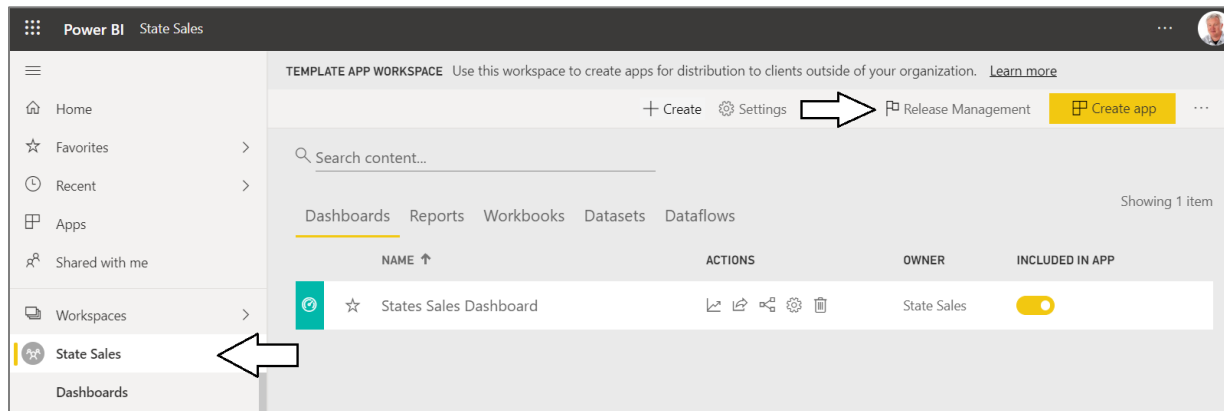 Power BI State Sales
TEMPLATE APP WORKSPACE Use this workspace to create apps for distribution to clients outside of your organization. Learn more
Home
Create Settings Release Management Create app
Favorites
Search content...
Recent
Apps
Showing 1 item
Dashboards Reports Workbooks Datasets Dataflows
Shared with me
NAME ACTIONS OWNER INCLUDED IN APP
States Sales Dashboard State Sales
Workspaces
State Sales
Dashboards